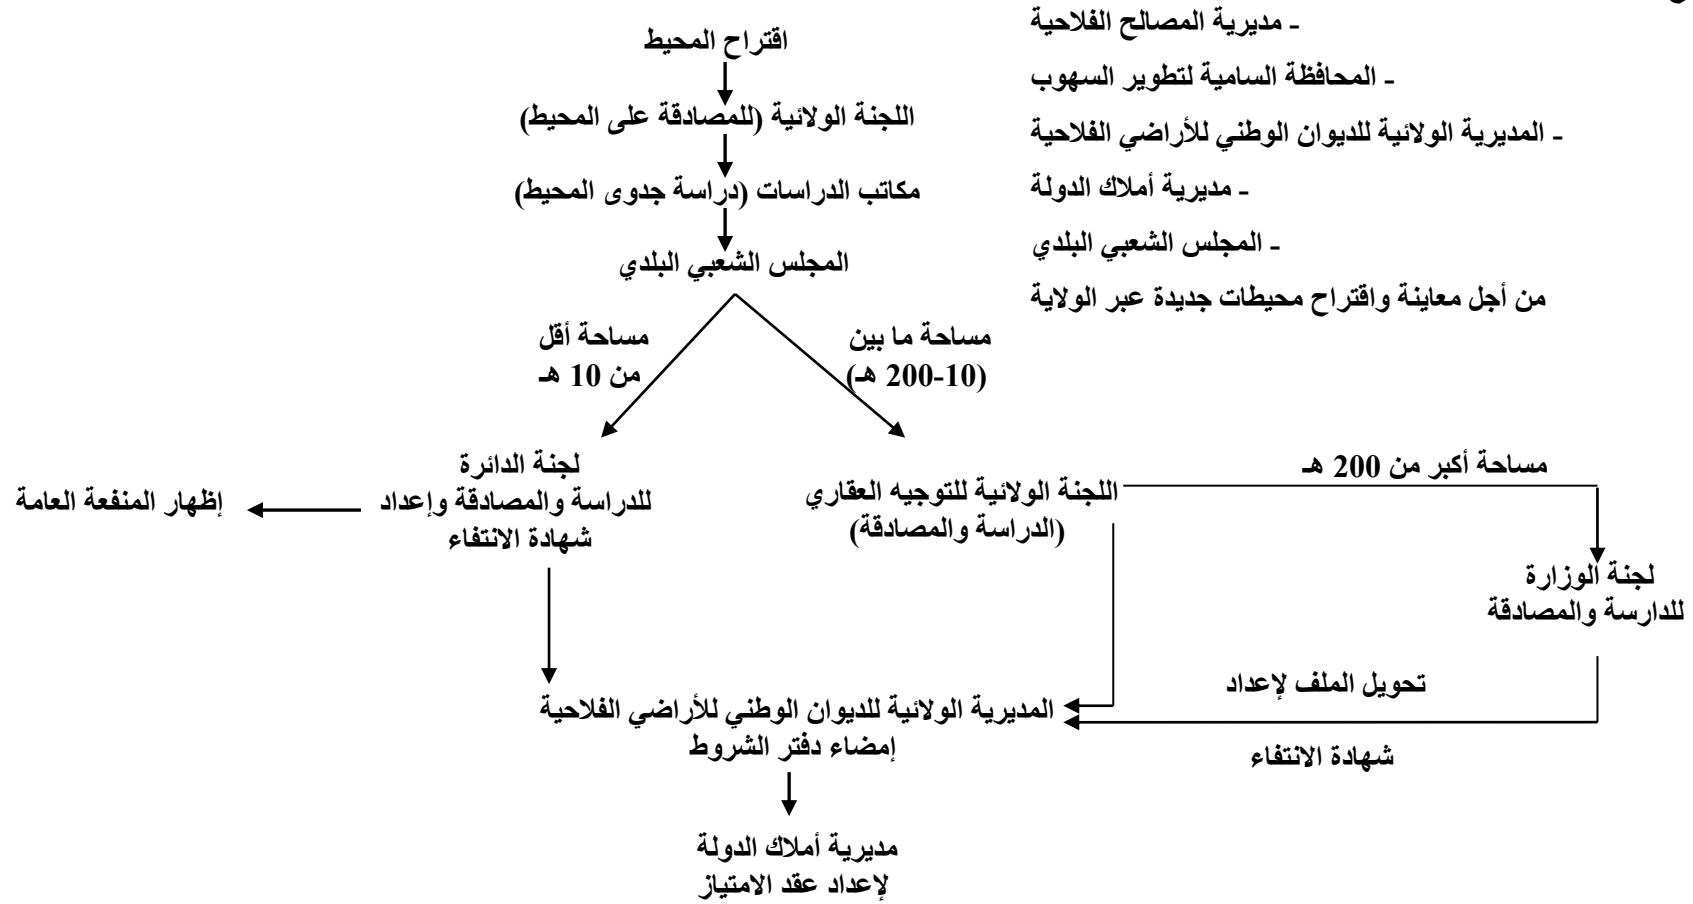 - مديرية المصالح الفلاحية
- المحافظة السامية لتطوير السهوب
- المديرية الولائية للديوان الوطني للأراضي الفلاحية
- مديرية أملاك الدولة
- المجلس الشعبي البلدي
من أجل معاينة واقتراح محيطات جديدة عبر الولاية
اقتراح المحيط
اللجنة الولائية (للمصادقة على المحيط)
مكاتب الدراسات (دراسة جدوى المحيط)
المجلس الشعبي البلدي
مساحة ما بين
(10-200 هـ)
مساحة أقل
من 10 هـ
مساحة أكبر من 200 هـ
اللجنة الولائية للتوجيه العقاري
(الدراسة والمصادقة)
لجنة الدائرة
للدراسة والمصادقة وإعداد
شهادة الانتفاء
إظهار المنفعة العامة
لجنة الوزارة
للدارسة والمصادقة
تحويل الملف لإعداد
شهادة الانتفاء
المديرية الولائية للديوان الوطني للأراضي الفلاحية
إمضاء دفتر الشروط
مديرية أملاك الدولة
لإعداد عقد الامتياز